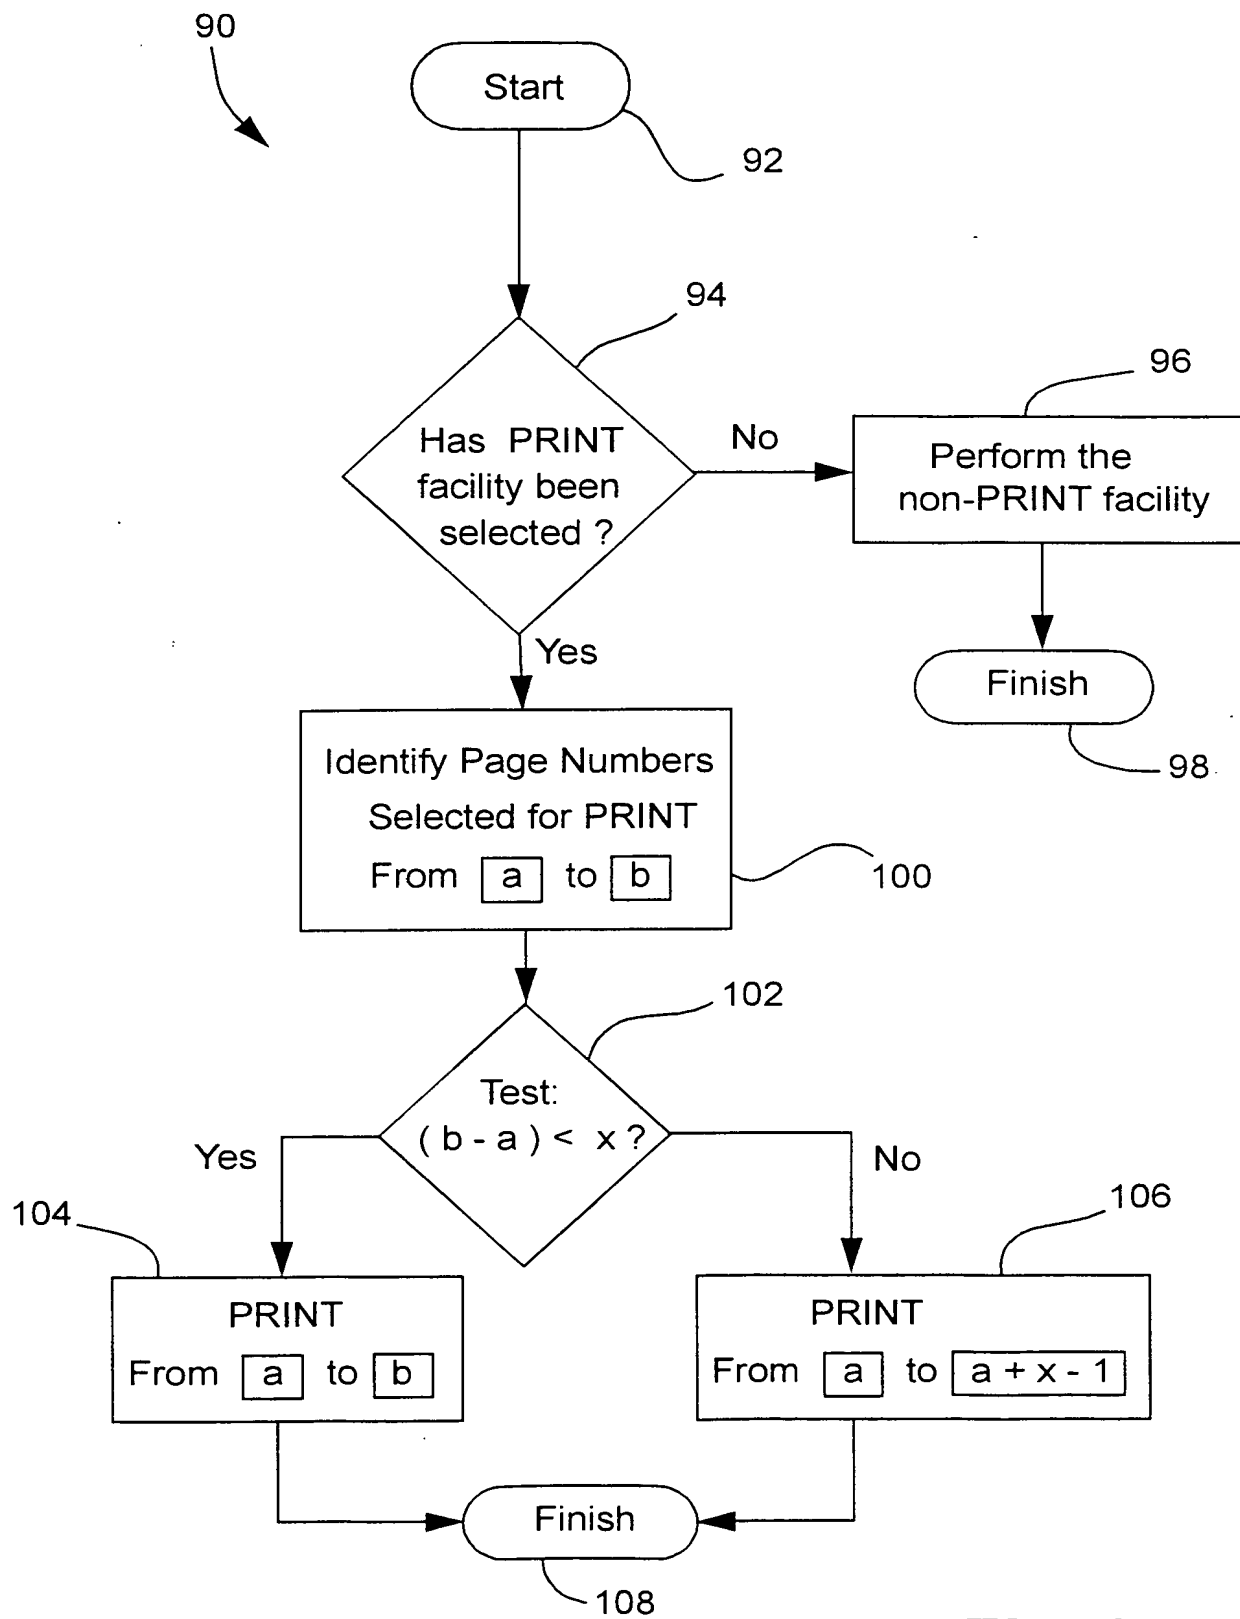 90
Start
92
94
Has PRINT
facility been
selected ?
No
96
Perform the
non-PRINT facility
Yes
Finish
98
Identify Page Numbers
Selected for PRINT
From a to b
100
102
Test:
( b - a ) < x ?
Yes
No
104
106
PRINT
From a to b
PRINT
From a to a + x - 1
Finish
108